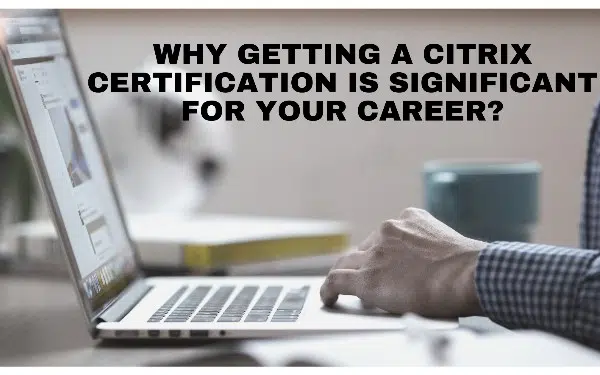 WHY GETTING A CITRIX
CERTIFICATION IS SIGNIFICANT
FOR YOUR CAREER?